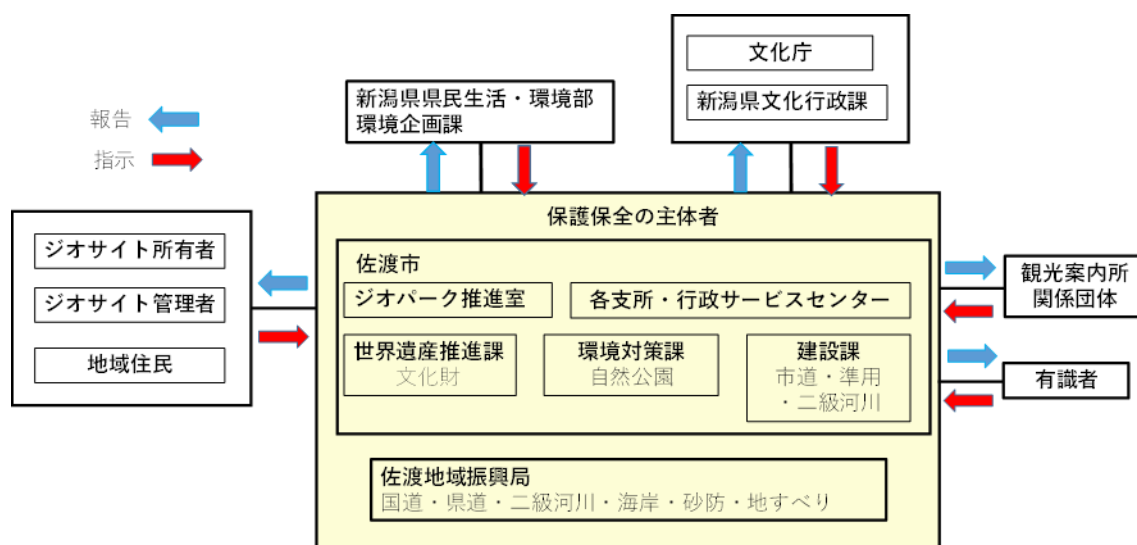 文化庁
新潟県文化行政課
新潟県県民生活・環境部
環境企画課
報告
指示
保護保全の主体者
ジオサイト所有者
ジオサイト管理者
地域住民
佐渡市
ジオパーク推進室
各支所・行政サービスセンター
世界遺産推進課
文化財
環境対策課
自然公園
建設課
市道・準用
・二級河川
観光案内所
関係団体
有識者
佐渡地域振興局
国道・県道・二級河川・海岸・砂防・地すべり